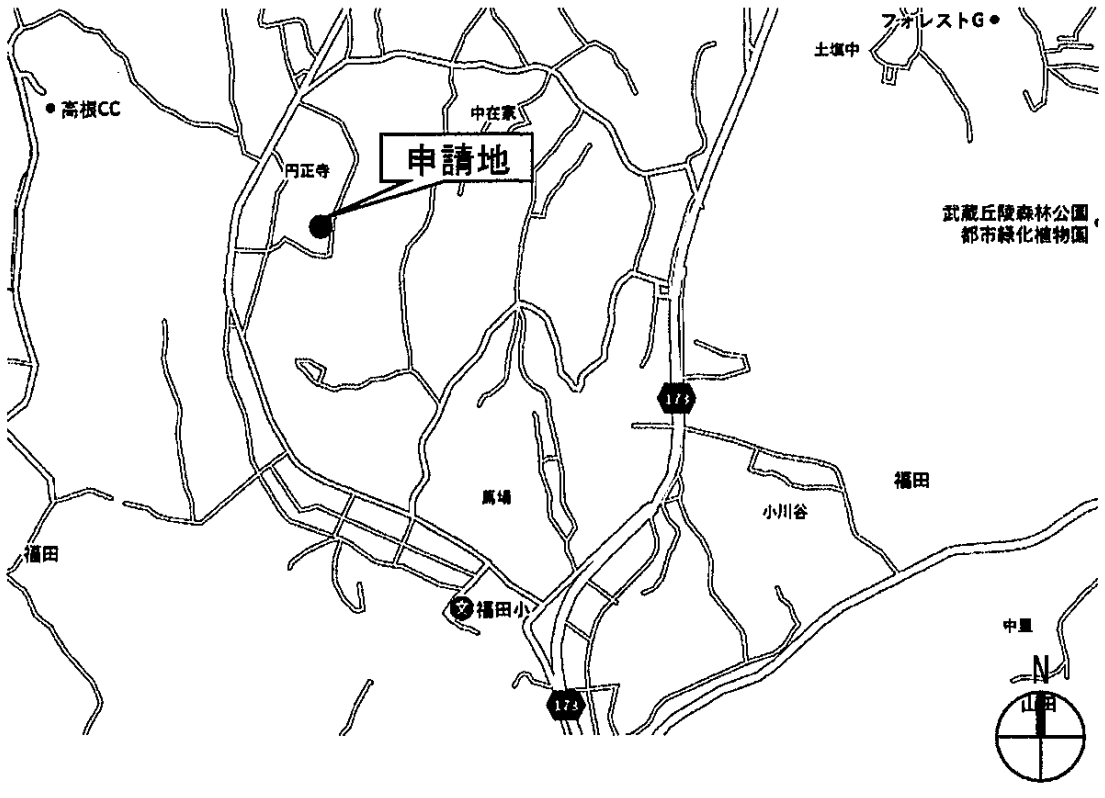 フォレストG
土塩中
高根CC
中在家
申請地
円正寺
武蔵丘陵森林公園
都市緑化植物園
173
福田
馬場
小川谷
福田
文
福田小
中里
N
山田
173